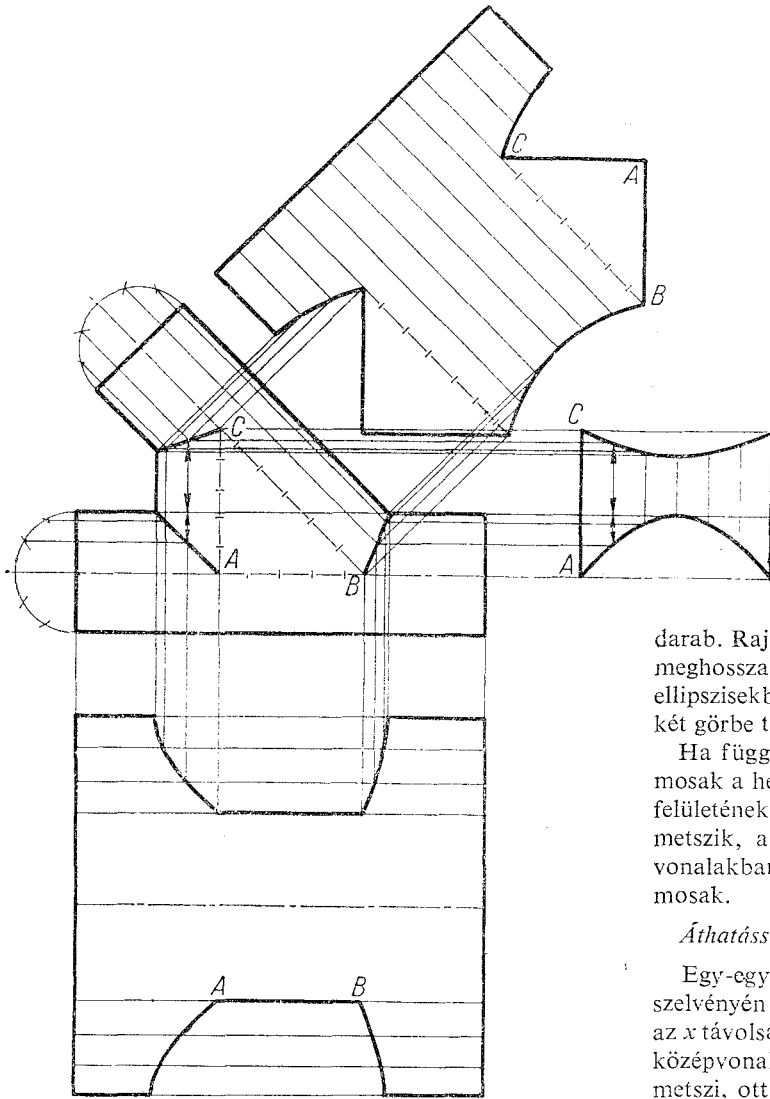 C
A
B
C
C
A
B
A
A B
darab. Raj
meghossza
ellipszisekb
két görbe t
Ha függ
mosak a he
felületének
metszik, a
vonalakban
mosak.
Áthatáss
Egy-egy
szelvényén
az x távolsá
középvonal
metszi, ott